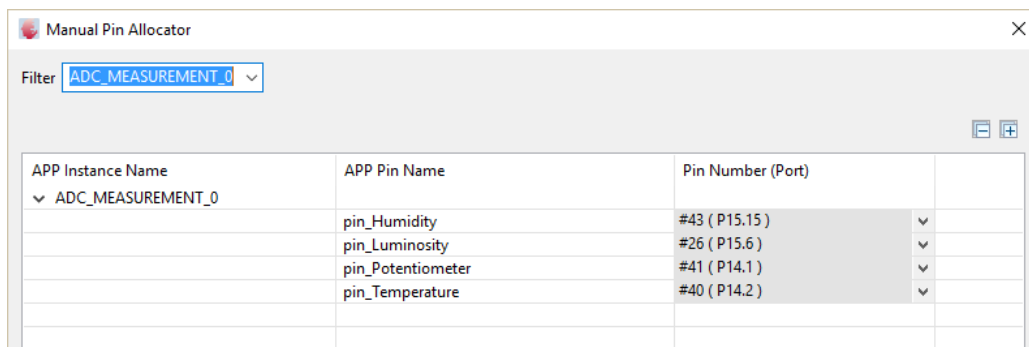 Manual Pin Allocator
Filter ADC_MEASUREMENT_0
APP Instance Name APP Pin Name Pin Number (Port)
ADC_MEASUREMENT_0
pin_Humidity #43 ( P15.15 )
pin_Luminosity #26 ( P15.6 )
pin_Potentiometer #41 ( P14.1 )
pin_Temperature #40 ( P14.2 )